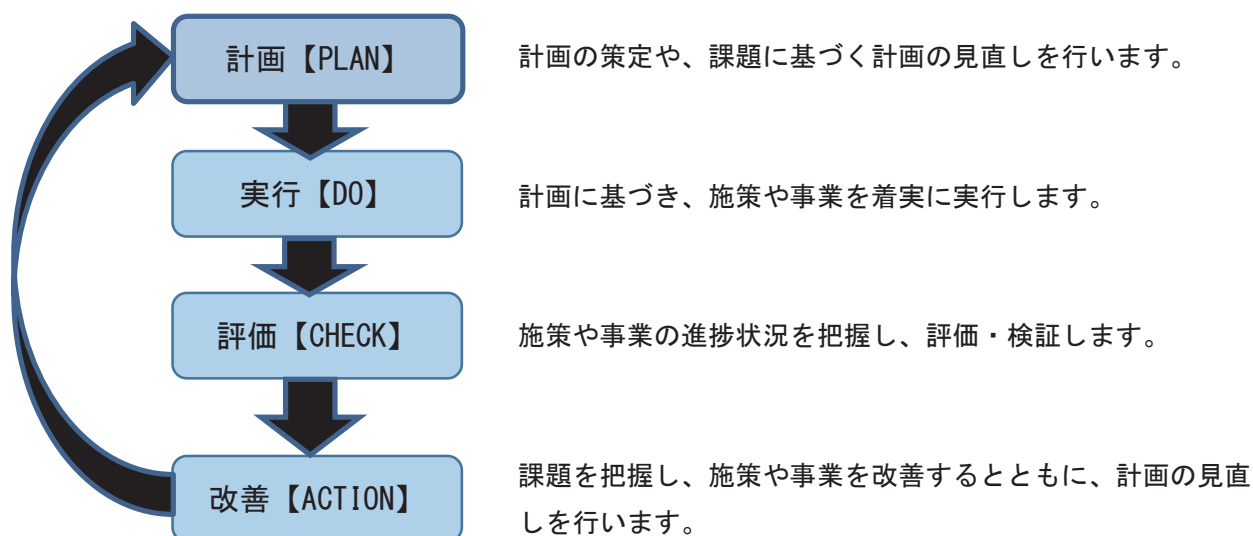 計画【PLAN】
計画の策定や、課題に基づく計画の見直しを行います。
実行【DO】
計画に基づき、施策や事業を着実に実行します。
評価【CHECK】
施策や事業の進捗状況を把握し、評価・検証します。
改善【ACTION】
課題を把握し、施策や事業を改善するとともに、計画の見直
しを行います。